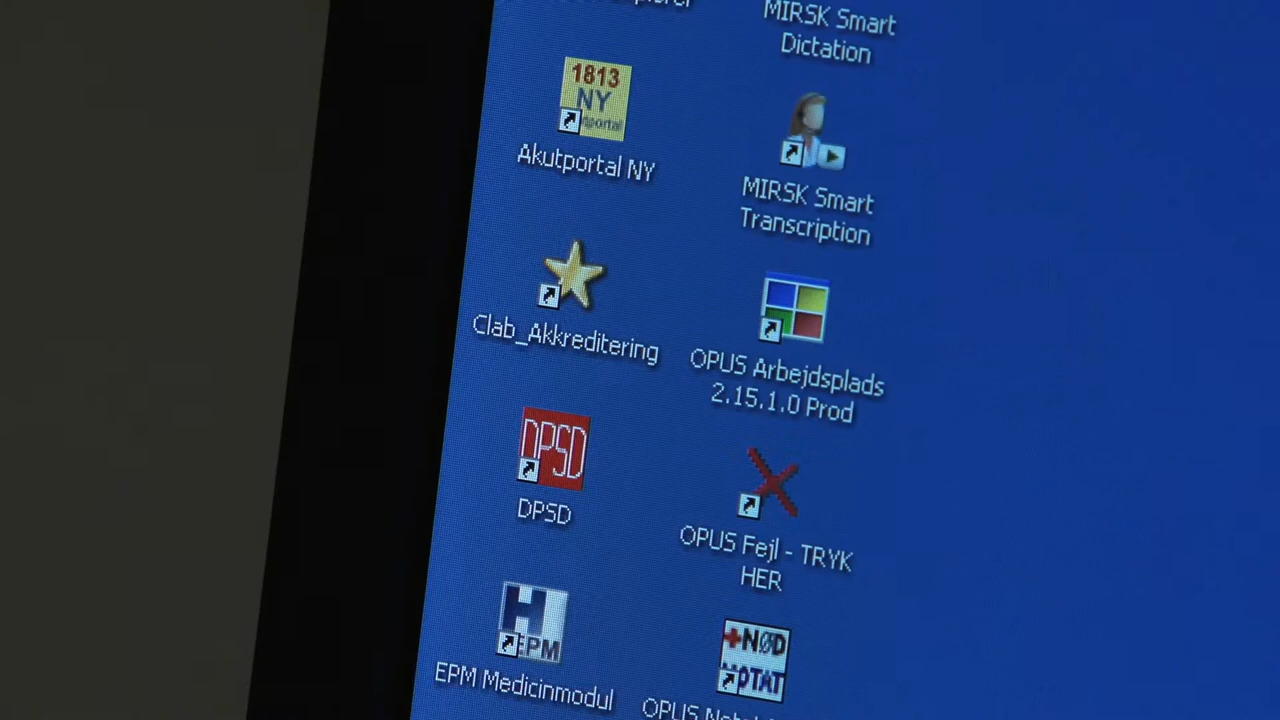 MIRSK Smart
Dictation
1813
NY
Akutportal NY
MIRSK Smart
Transcription
Clab_Akkreditering
OPUS Arbejdsplads
2.15.1.0 Prod
DPSD
DPSD
OPUS Fejl - TRYK
HER
H
EPM
EPM Medicinmodul
NØD
NOTAT
OPUS